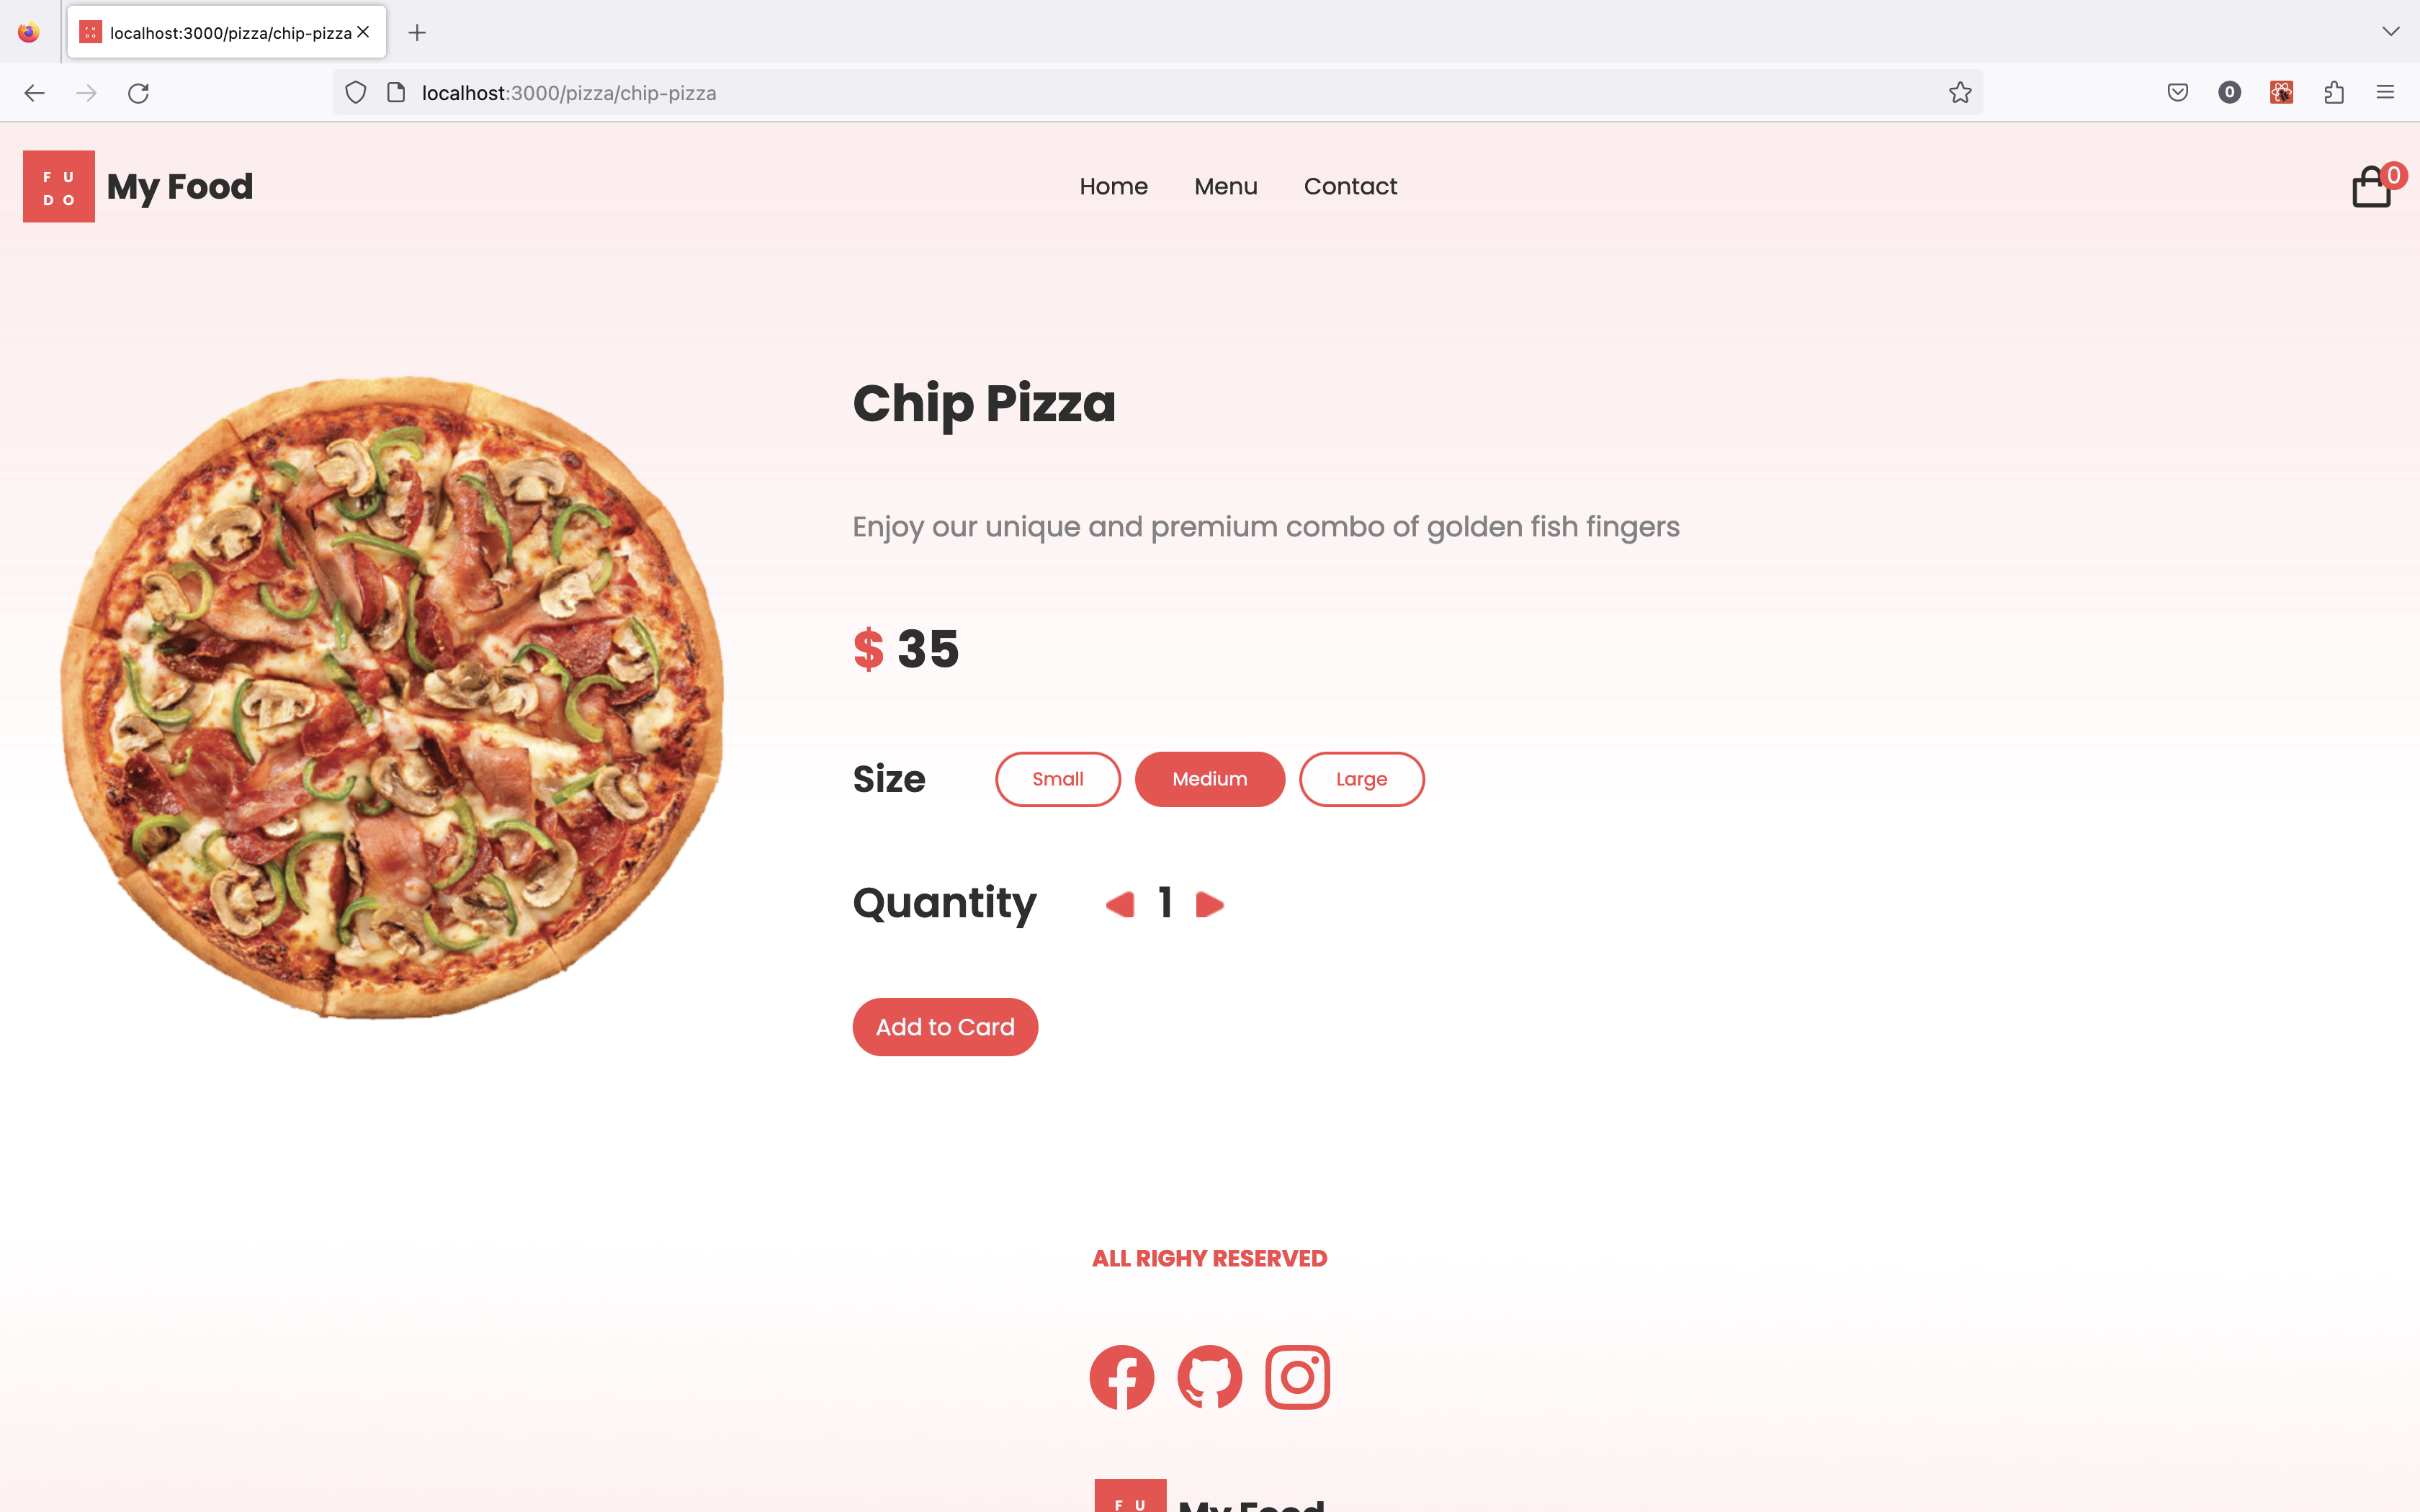 localhost:3000/pizza/chip-pizza
localhost:3000/pizza/chip-pizza
0
F U
D O
My Food
Home
Menu
Contact
0
Chip Pizza
Enjoy our unique and premium combo of golden fish fingers
$ 35
Size
Small
Medium
Large
Quantity
1
Add to Card
ALL RIGHY RESERVED
F U
My Food